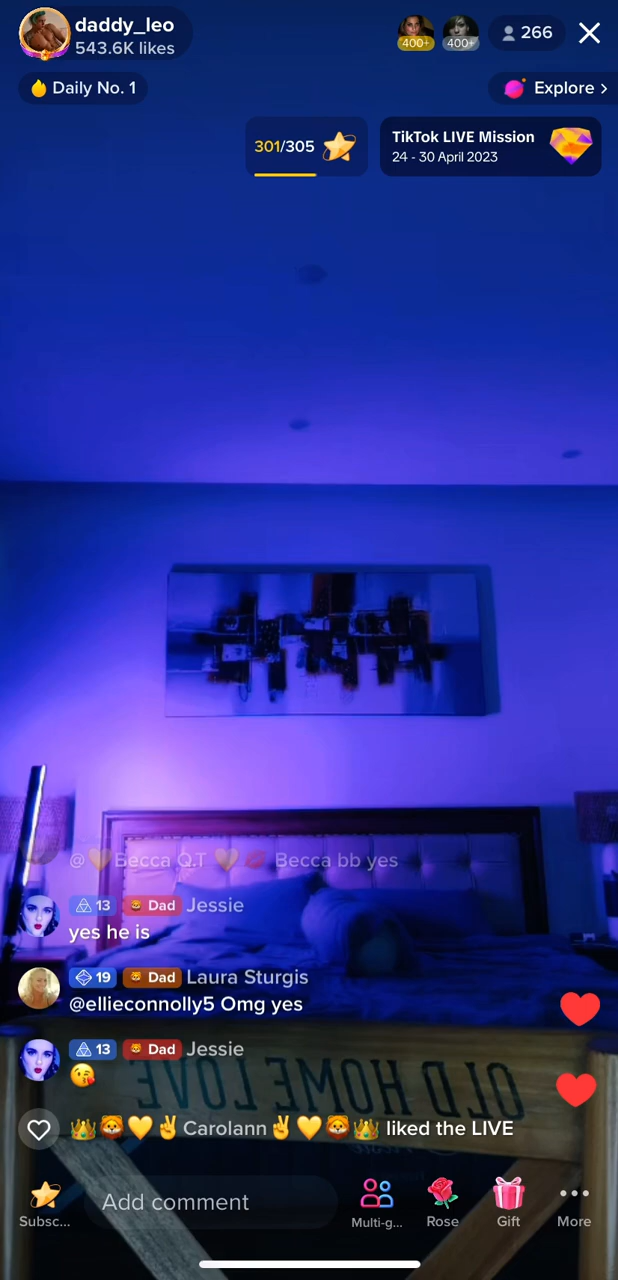 daddy_leo
543.6K likes
400+
400+
266
Daily No. 1
Explore ›
301/305
TikTok LIVE Mission
24 - 30 April 2023
@💛Becca Q.T 💛💋 Becca bb yes
13 Dad Jessie
yes he is
19 Dad Laura Sturgis
@ellieconnolly5 Omg yes
13 Dad Jessie
😘
OLD HOME LOVE
👑🦁💛✌️Carolann✌️💛🦁👑 liked the LIVE
Add comment
Subsc...
Multi-g...
Rose
Gift
More